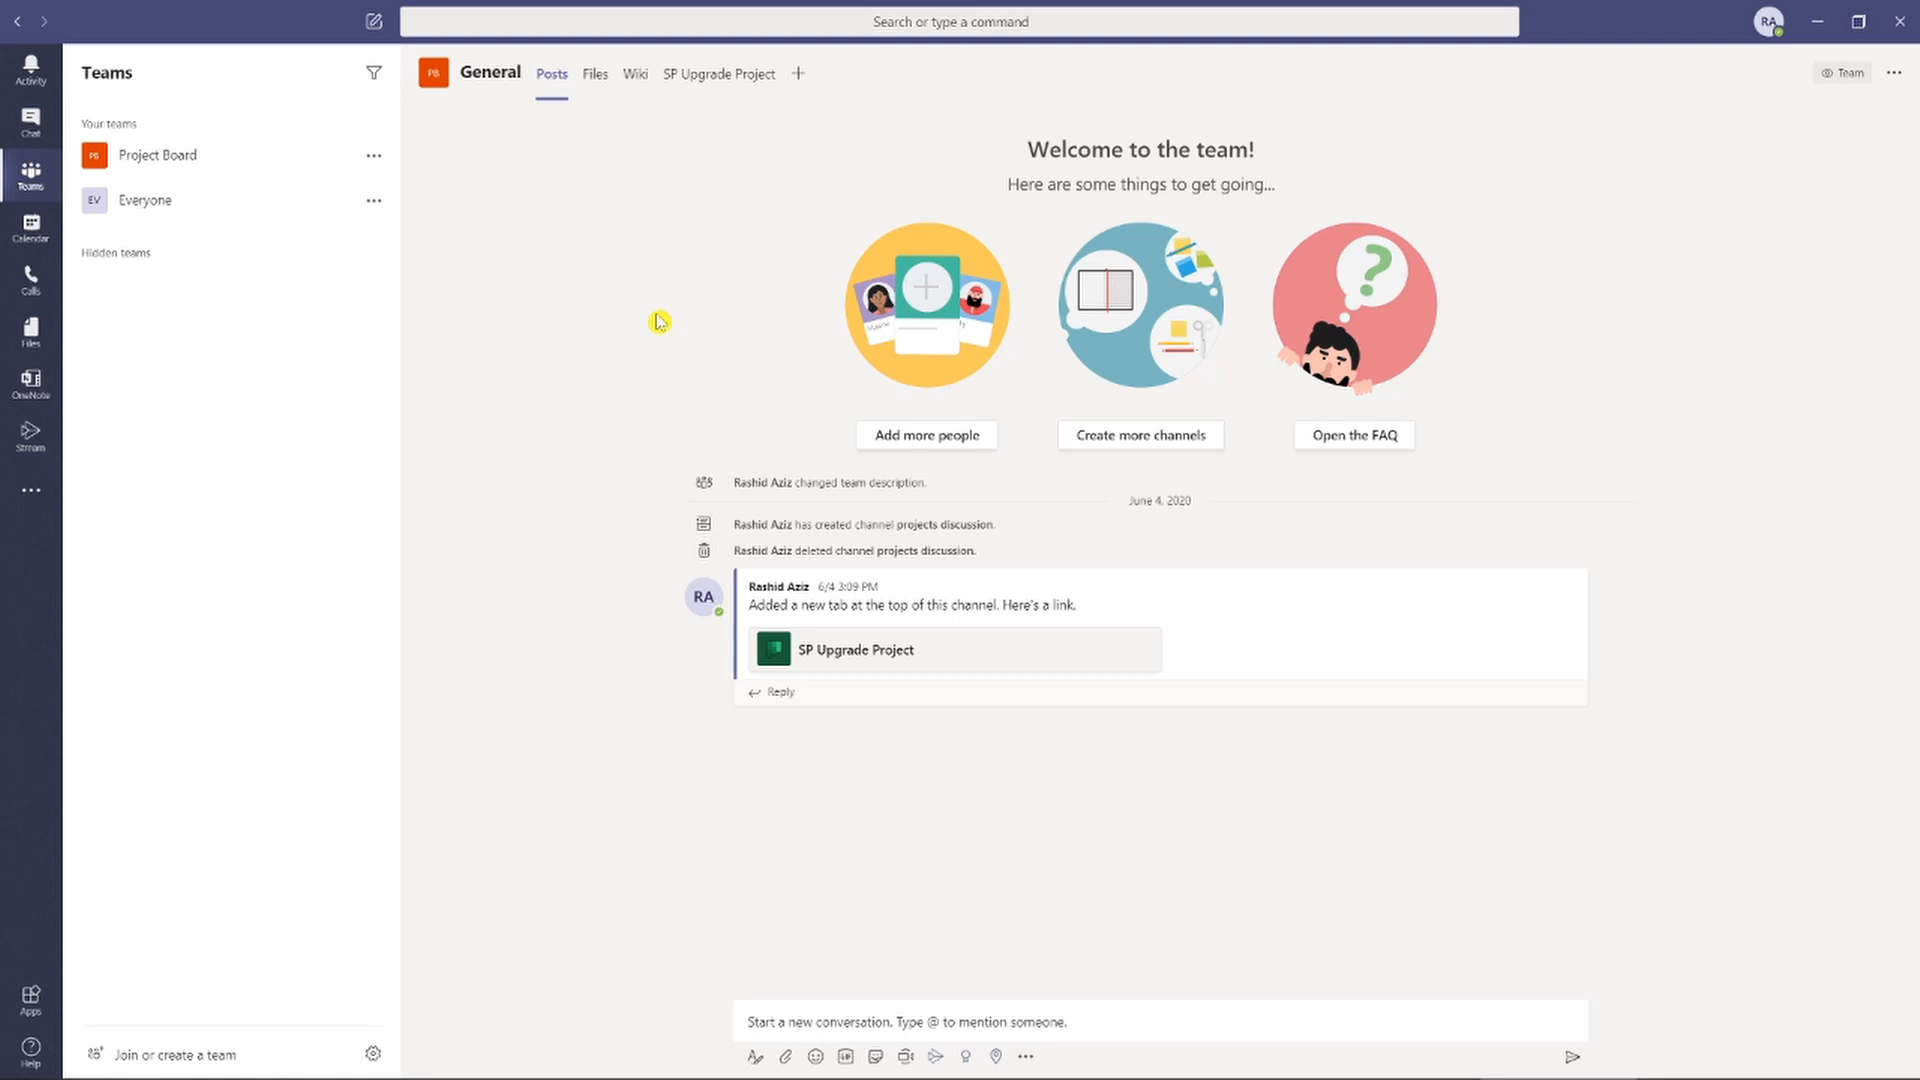 Search or type a command
RA
Activity
Chat
Teams
Calendar
Calls
Files
OneNote
Stream
Apps
Help
Teams
Your teams
PB Project Board
EV Everyone
Hidden teams
Join or create a team
PB General Posts Files Wiki SP Upgrade Project
Team
Welcome to the team!
Here are some things to get going...
Add more people
Create more channels
Open the FAQ
Rashid Aziz changed team description.
June 4, 2020
Rashid Aziz has created channel projects discussion.
Rashid Aziz deleted channel projects discussion.
RA
Rashid Aziz 6/4 3:09 PM
Added a new tab at the top of this channel. Here's a link.
SP Upgrade Project
Reply
Start a new conversation. Type @ to mention someone.
GIF